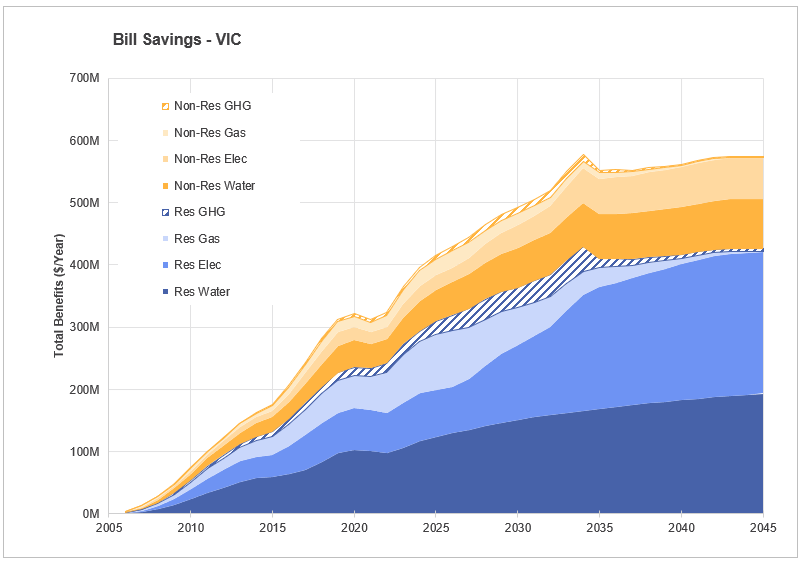 Bill Savings - VIC
Total Benefits ($/Year)
700M
600M
500M
400M
300M
200M
100M
0M
Non-Res GHG
Non-Res Gas
Non-Res Elec
Non-Res Water
Res GHG
Res Gas
Res Elec
Res Water
2005 2010 2015 2020 2025 2030 2035 2040 2045